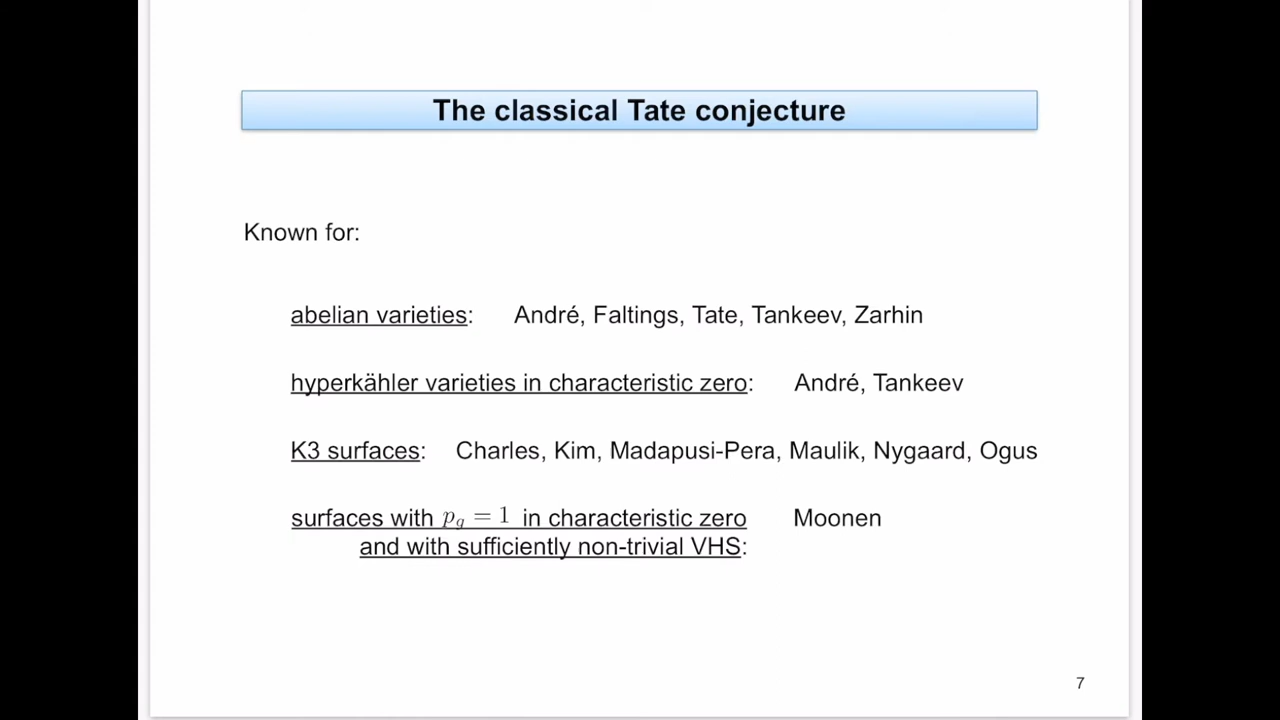 The classical Tate conjecture
Known for:
abelian varieties: André, Faltings, Tate, Tankeev, Zarhin
hyperkähler varieties in characteristic zero: André, Tankeev
K3 surfaces: Charles, Kim, Madapusi-Pera, Maulik, Nygaard, Ogus
surfaces with p_g = 1 in characteristic zero Moonen
and with sufficiently non-trivial VHS:
7